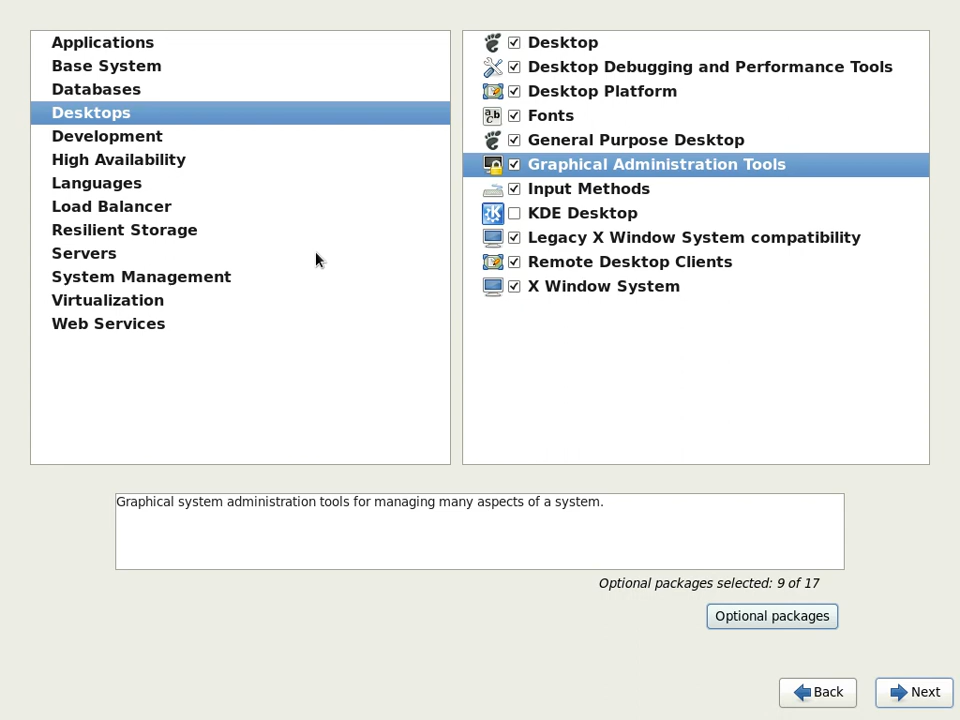 Applications
Base System
Databases
Desktops
Development
High Availability
Languages
Load Balancer
Resilient Storage
Servers
System Management
Virtualization
Web Services
Desktop
Desktop Debugging and Performance Tools
Desktop Platform
Fonts
General Purpose Desktop
Graphical Administration Tools
Input Methods
KDE Desktop
Legacy X Window System compatibility
Remote Desktop Clients
X Window System
Graphical system administration tools for managing many aspects of a system.
Optional packages selected: 9 of 17
Optional packages
Back
Next